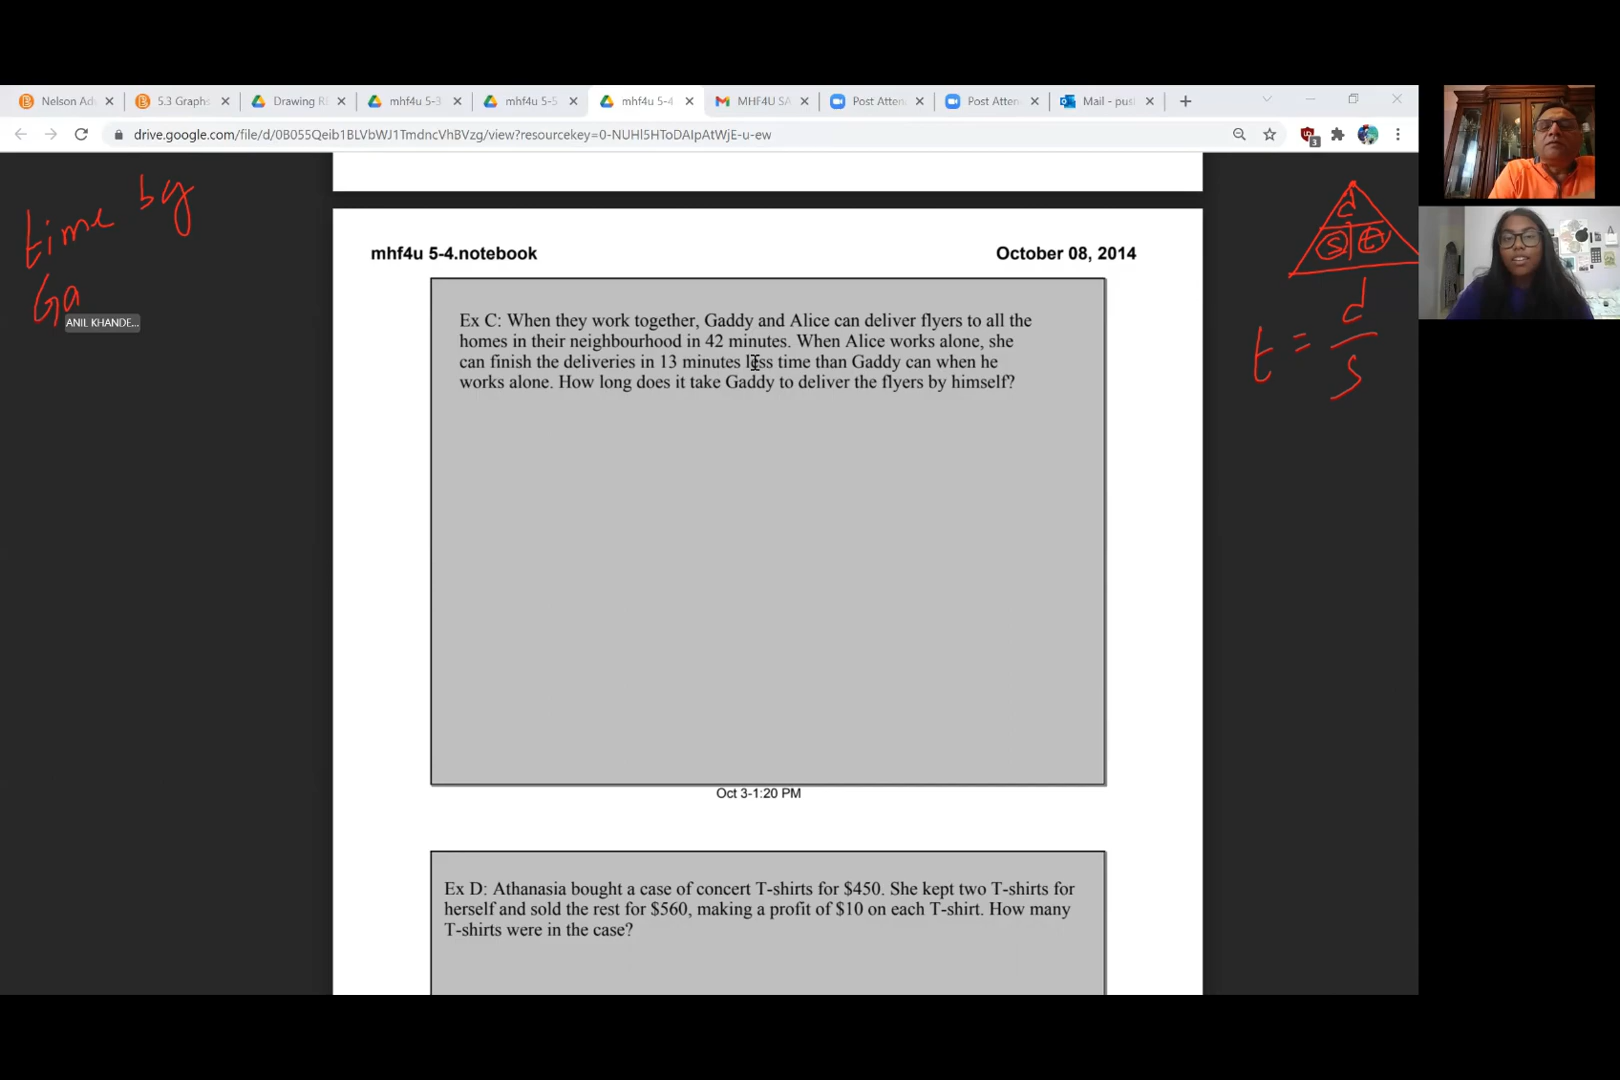 Nelson Ad
5.3 Graph
Drawing R
mhf4u 5-3
mhf4u 5-5
mhf4u 5-4
MHF4U SA
Post Atten
Post Atten
Mail - pus
drive.google.com/file/d/0B055Qeib1BLVbWJ1TmdncVhBVzg/view?resourcekey=0-NUHl5HToDAIpAtWjE-u-ew
3
time by
Ga
ANIL KHANDE...
d
s t
t = d
s
mhf4u 5-4.notebook
October 08, 2014
Ex C: When they work together, Gaddy and Alice can deliver flyers to all the
homes in their neighbourhood in 42 minutes. When Alice works alone, she
can finish the deliveries in 13 minutes less time than Gaddy can when he
works alone. How long does it take Gaddy to deliver the flyers by himself?
Oct 3-1:20 PM
Ex D: Athanasia bought a case of concert T-shirts for $450. She kept two T-shirts for
herself and sold the rest for $560, making a profit of $10 on each T-shirt. How many
T-shirts were in the case?